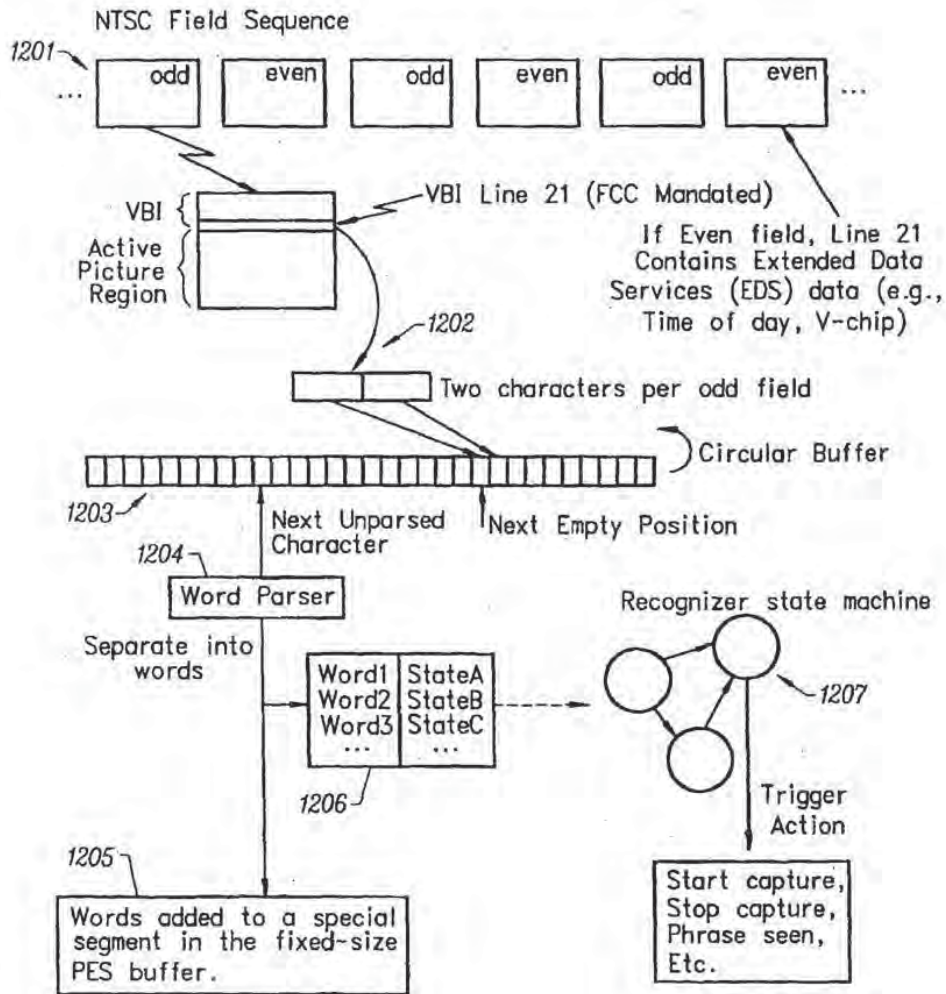 NTSC Field Sequence
1201
... odd even odd even odd even ...
VBI
VBI Line 21 (FCC Mandated)
Active
Picture
Region
If Even field, Line 21
Contains Extended Data
Services (EDS) data (e.g.,
Time of day, V-chip)
1202
Two characters per odd field
Circular Buffer
1203
Next Unparsed
Character
Next Empty Position
1204
Word Parser
Separate into
words
Word1 StateA
Word2 StateB
Word3 StateC
... ...
1206
Recognizer state machine
1207
Trigger
Action
1205
Words added to a special
segment in the fixed-size
PES buffer.
Start capture,
Stop capture,
Phrase seen,
Etc.